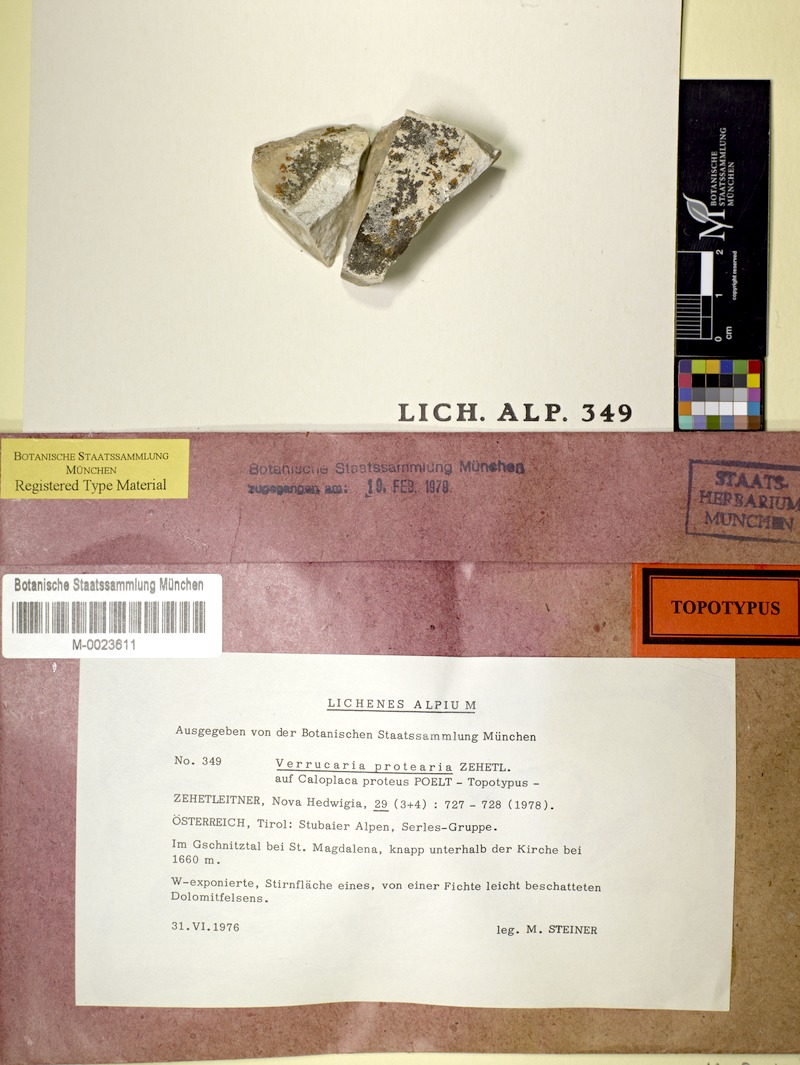 BOTANISCHE
STAATSSAMMLUNG
MÜNCHEN
copyright reserved
0 1 2
cm
LICH. ALP. 349
BOTANISCHE STAATSSAMMLUNG
MÜNCHEN
Registered Type Material
Botanische Staatssammlung München
zugegangen am: 10. FEB. 1978
STAATS-
HERBARIUM
MÜNCHEN
Botanische Staatssammlung München
M-0023611
TOPOTYPUS
LICHENES ALPIUM
Ausgegeben von der Botanischen Staatssammlung München
No. 349 Verrucaria protearia ZEHETL.
auf Caloplaca proteus POELT - Topotypus -
ZEHETLEITNER, Nova Hedwigia, 29 (3+4) : 727 - 728 (1978).
ÖSTERREICH, Tirol: Stubaier Alpen, Serles-Gruppe.
Im Gschnitztal bei St. Magdalena, knapp unterhalb der Kirche bei
1660 m.
W-exponierte, Stirnfläche eines, von einer Fichte leicht beschatteten
Dolomitfelsens.
31.VI.1976 leg. M. STEINER